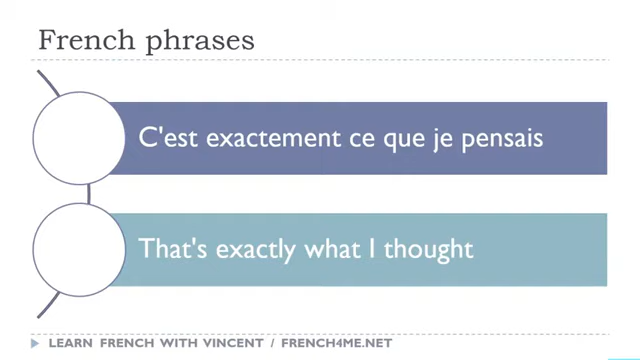 French phrases
C'est exactement ce que je pensais
That's exactly what I thought
LEARN FRENCH WITH VINCENT / FRENCH4ME.NET